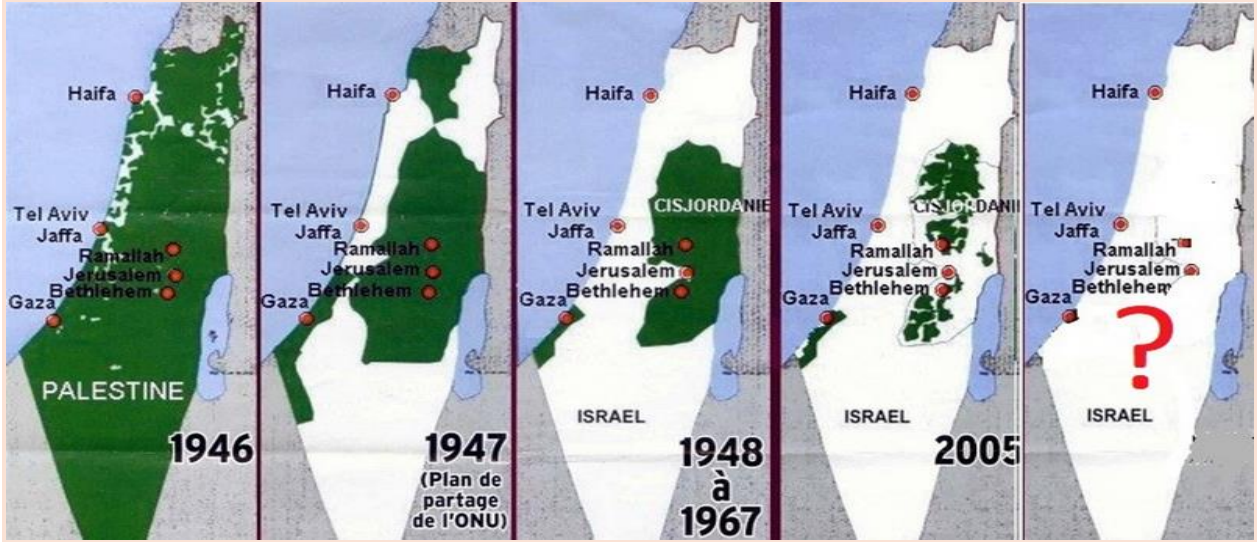 Haifa
Tel Aviv
Jaffa
Ramallah
Jerusalem
Bethlehem
Gaza
PALESTINE
1946
Haifa
Tel Aviv
Jaffa
Ramallah
Jerusalem
Bethlehem
Gaza
1947
(Plan de
partage
de l'ONU)
Haifa
CISJORDANIE
Tel Aviv
Jaffa
Ramallah
Jerusalem
Bethlehem
Gaza
ISRAEL
1948
à
1967
Haifa
CISJORDANI
Tel Aviv
Jaffa
Ramallah
Jerusalem
Bethlehem
Gaza
ISRAEL
2005
Haifa
Tel Aviv
Jaffa
Ramallah
Jerusalem
Bethlehem
Gaza
?
ISRAEL